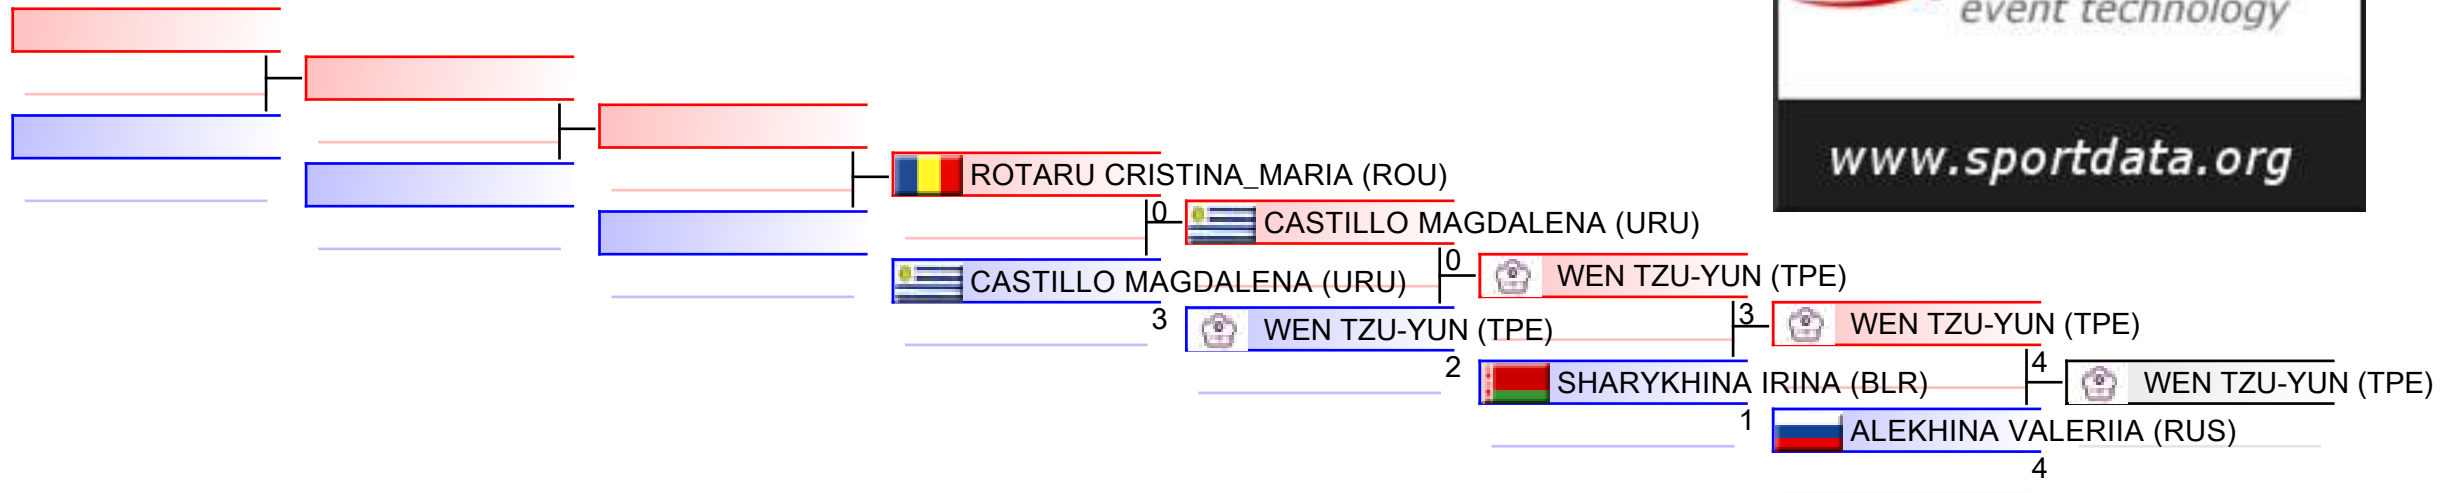 event technology
www.sportdata.org
ROTARU CRISTINA_MARIA (ROU)
0
CASTILLO MAGDALENA (URU)
CASTILLO MAGDALENA (URU)
3
0
WEN TZU-YUN (TPE)
WEN TZU-YUN (TPE)
2
3
WEN TZU-YUN (TPE)
SHARYKHINA IRINA (BLR)
1
4
WEN TZU-YUN (TPE)
ALEKHINA VALERIIA (RUS)
4